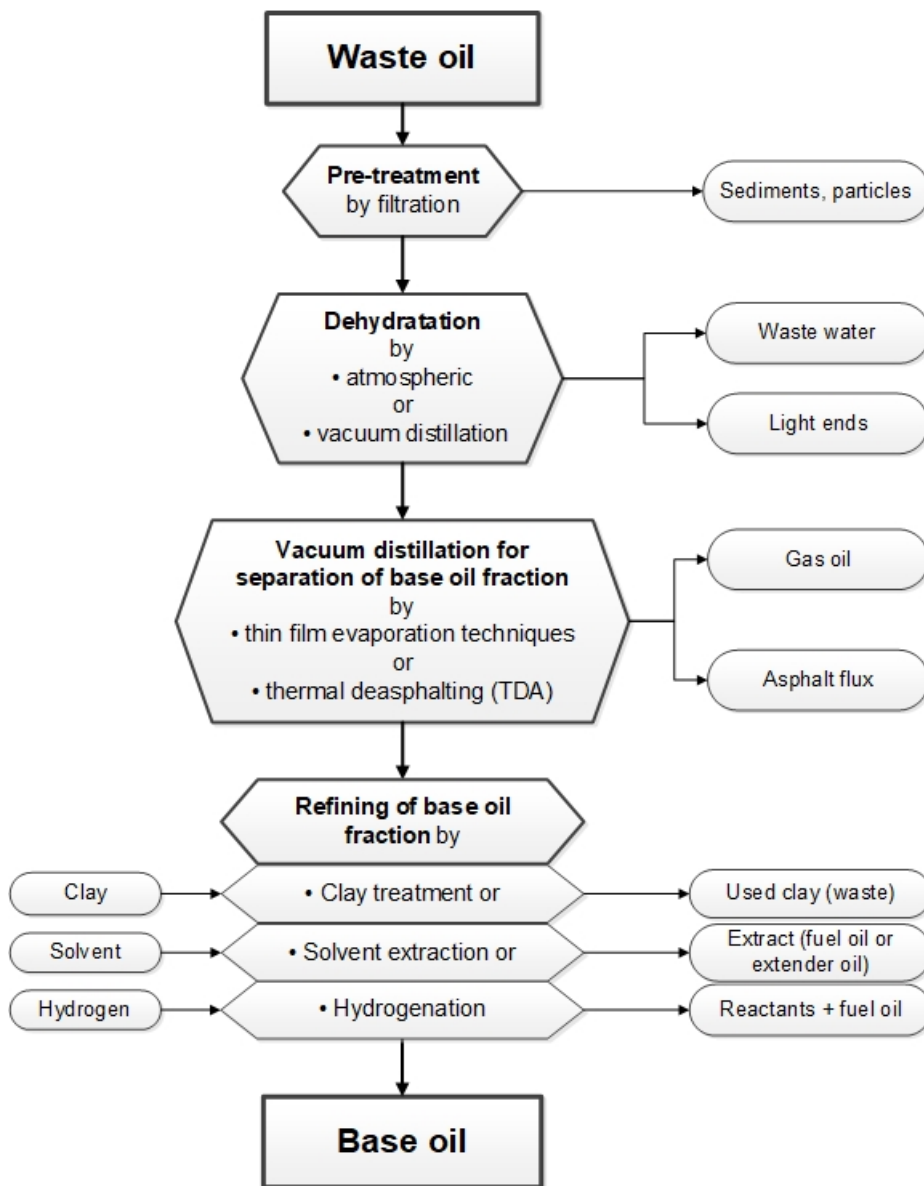 Waste oil
Pre-treatment
by filtration
Sediments, particles
Dehydratation
by
• atmospheric
or
• vacuum distillation
Waste water
Light ends
Vacuum distillation for
separation of base oil fraction
by
• thin film evaporation techniques
or
• thermal deasphalting (TDA)
Gas oil
Asphalt flux
Refining of base oil
fraction by
Clay
• Clay treatment or
Used clay (waste)
Solvent
• Solvent extraction or
Extract (fuel oil or
extender oil)
Hydrogen
• Hydrogenation
Reactants + fuel oil
Base oil